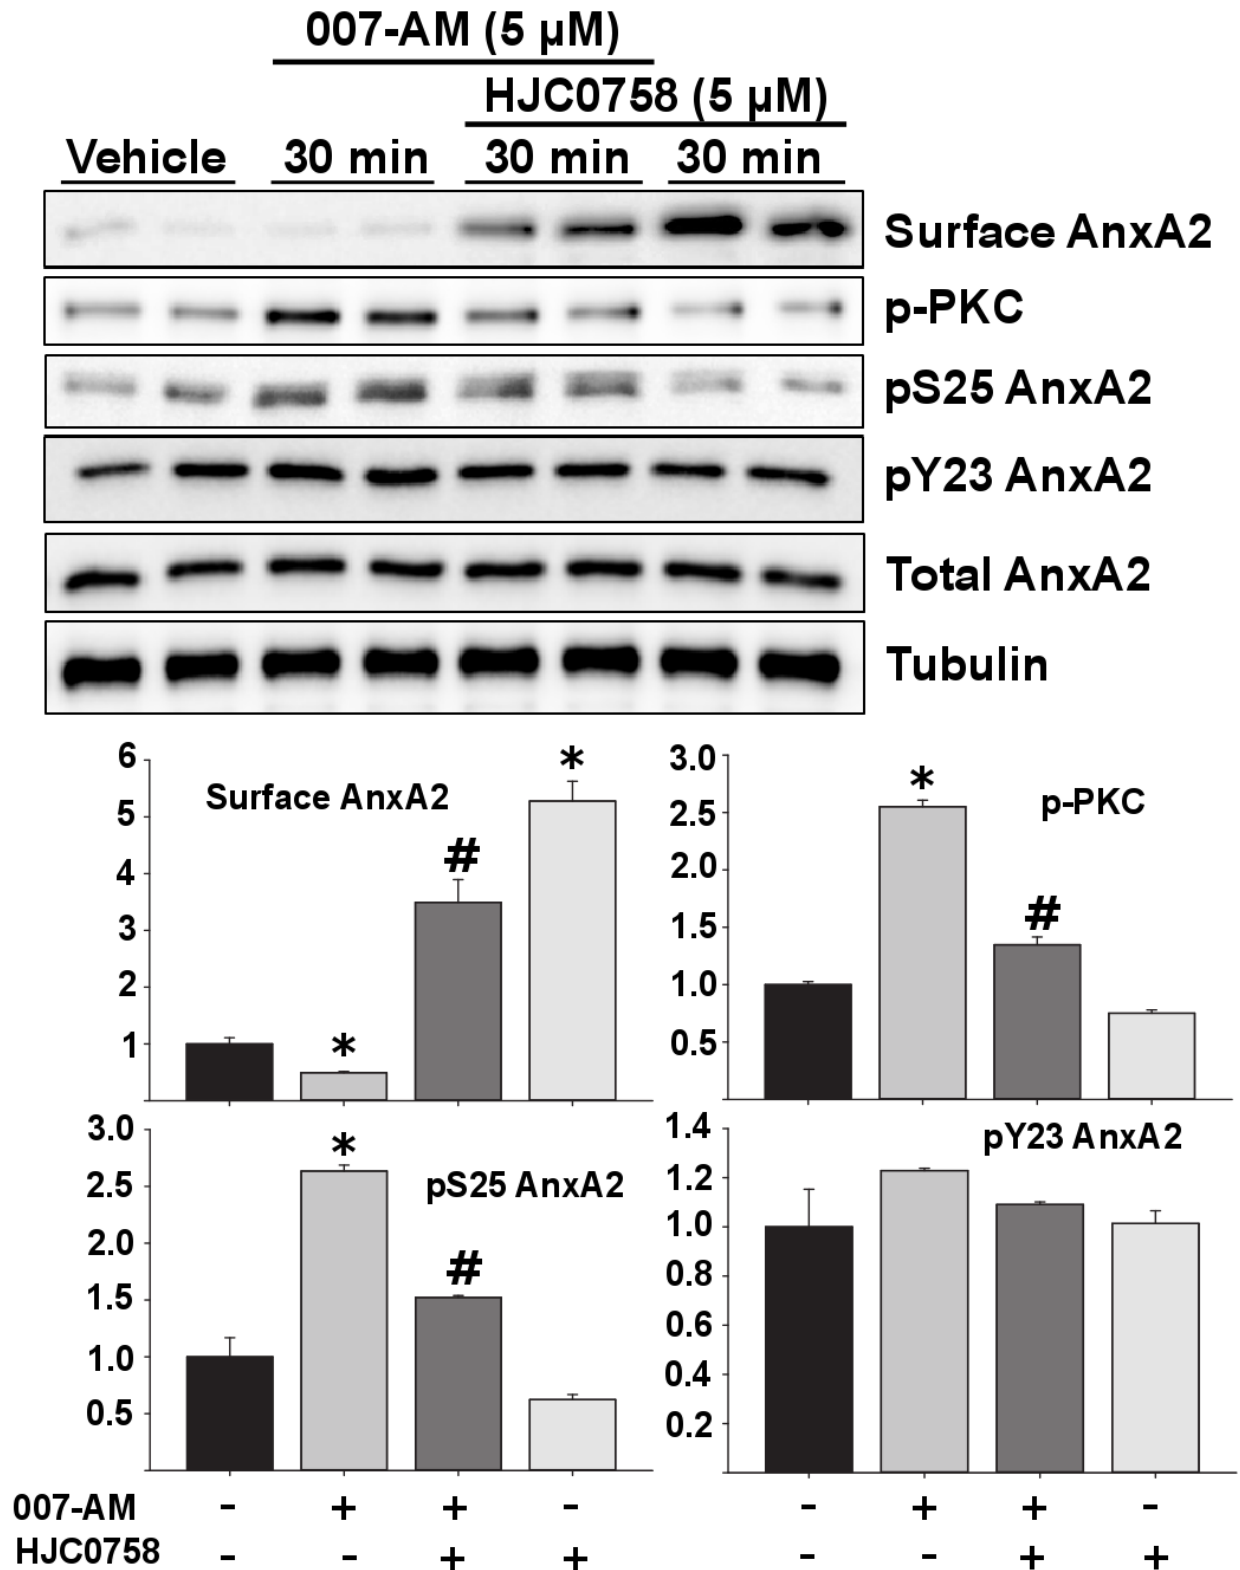 007-AM (5 µM)
HJC0758 (5 µM)
Vehicle 30 min 30 min 30 min
Surface AnxA2
p-PKC
pS25 AnxA2
pY23 AnxA2
Total AnxA2
Tubulin
6
5
4
3
2
1
Surface AnxA2
*
#
*
3.0
2.5
2.0
1.5
1.0
0.5
p-PKC
*
#
3.0
2.5
2.0
1.5
1.0
0.5
pS25 AnxA2
*
#
1.4
1.2
1.0
0.8
0.6
0.4
0.2
pY23 AnxA2
007-AM - + + - - + + -
HJC0758 - - + + - - + +